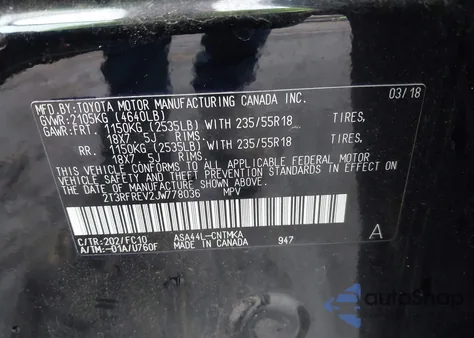 MFD.BY:TOYOTA MOTOR MANUFACTURING CANADA INC. 03/18
GVWR:2105KG (4640LB)
GAWR:FRT. 1150KG (2535LB) WITH 235/55R18 TIRES,
18X7.5J RIMS.
RR. 1150KG (2535LB) WITH 235/55R18 TIRES,
18X7.5J RIMS.
THIS VEHICLE CONFORMS TO ALL APPLICABLE FEDERAL MOTOR
VEHICLE SAFETY AND THEFT PREVENTION STANDARDS IN EFFECT ON
THE DATE OF MANUFACTURE SHOWN ABOVE.
2T3RFREV2JW778036 MPV
C/TR:202/FC10 ASA44L-CNTMKA
A/TM:-01A/U760F MADE IN CANADA 947 A
autoShop